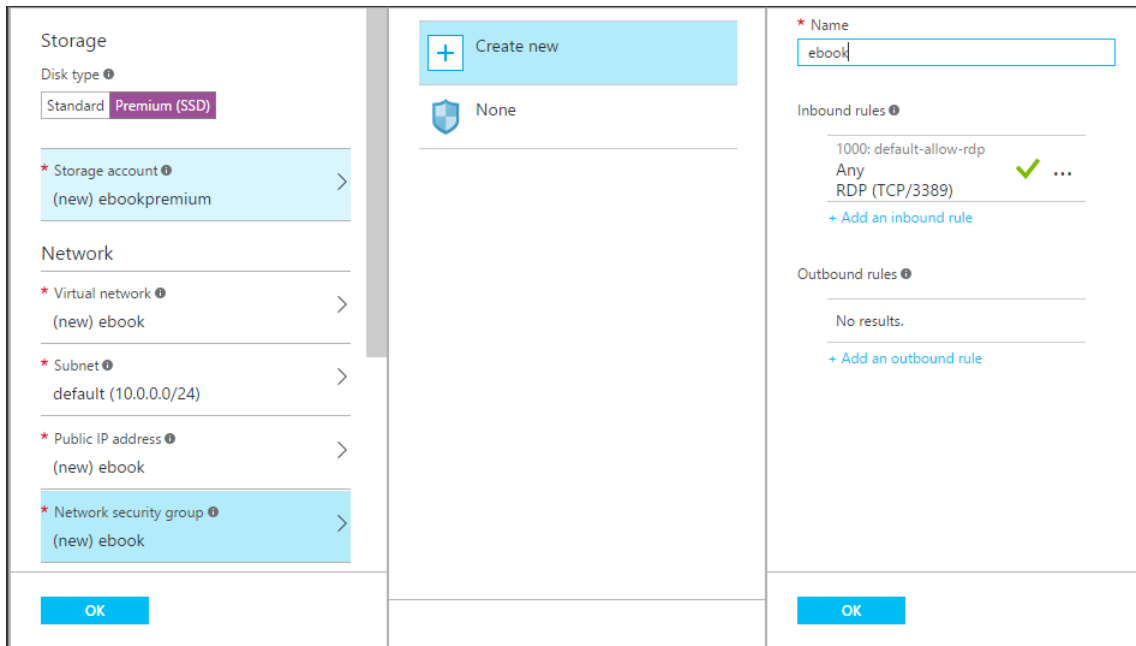 Storage
Disk type
Standard Premium (SSD)
* Storage account
(new) ebookpremium
Network
* Virtual network
(new) ebook
* Subnet
default (10.0.0.0/24)
* Public IP address
(new) ebook
* Network security group
(new) ebook
OK
Create new
None
* Name
ebook
Inbound rules
1000: default-allow-rdp
Any
RDP (TCP/3389)
+ Add an inbound rule
Outbound rules
No results.
+ Add an outbound rule
OK